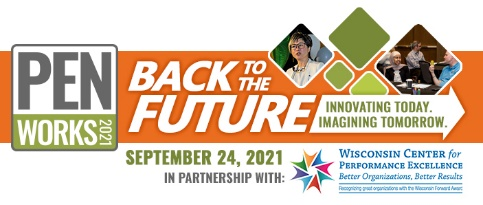 PEN
WORKS 2021
BACK TO THE
FUTURE
INNOVATING TODAY.
IMAGINING TOMORROW.
SEPTEMBER 24, 2021
IN PARTNERSHIP WITH:
WISCONSIN CENTER for
PERFORMANCE EXCELLENCE
Better Organizations, Better Results
Recognizing great organizations with the Wisconsin Forward Award